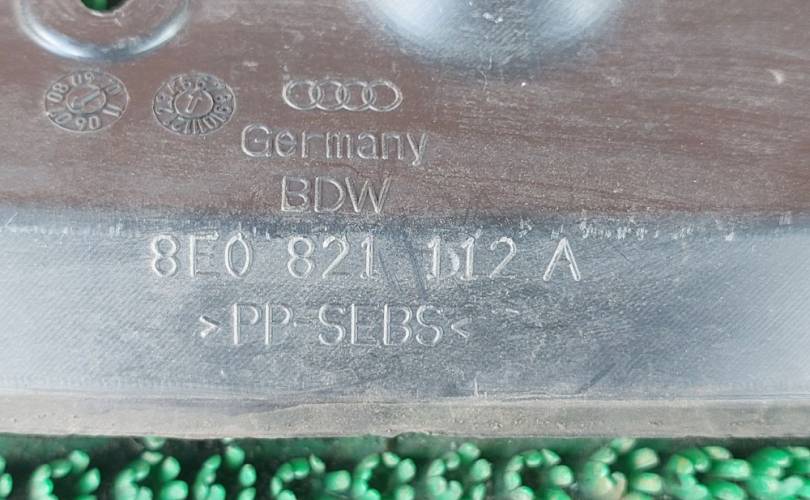 Germany
BDW
8E0 821 112 A
>PP-SEBS<